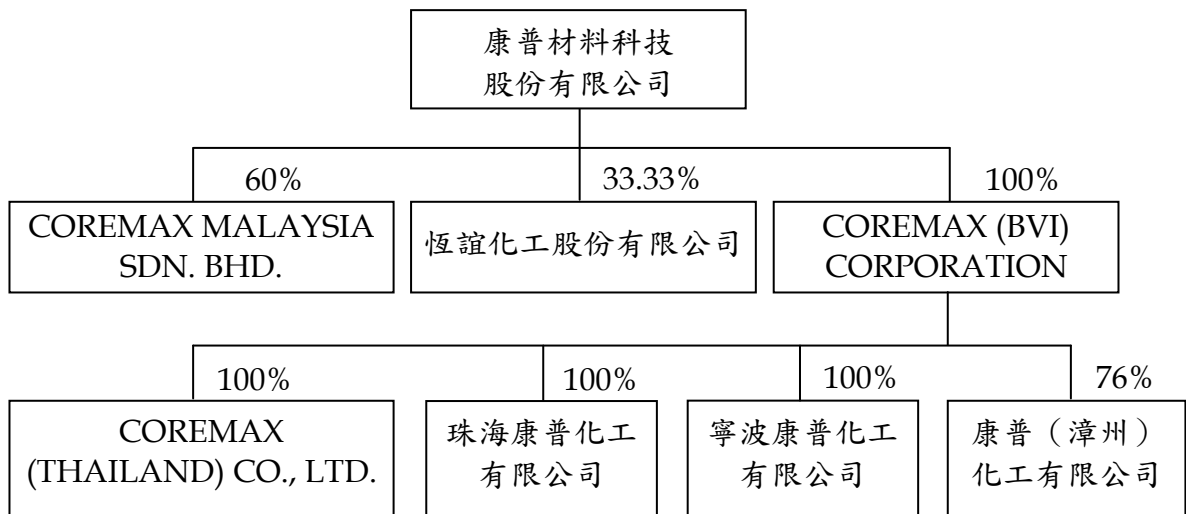 康普材料科技
股份有限公司
60%
33.33%
100%
COREMAX MALAYSIA
SDN. BHD.
恆誼化工股份有限公司
COREMAX (BVI)
CORPORATION
100%
100%
100%
76%
COREMAX
(THAILAND) CO., LTD.
珠海康普化工
有限公司
寧波康普化工
有限公司
康普（漳州）
化工有限公司